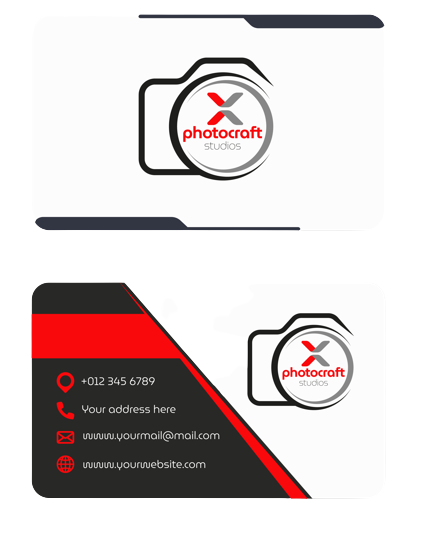 photocraft
studios
photocraft
studios
+012 345 6789
Your address here
www.yourmail@mail.com
www.yourwebsite.com